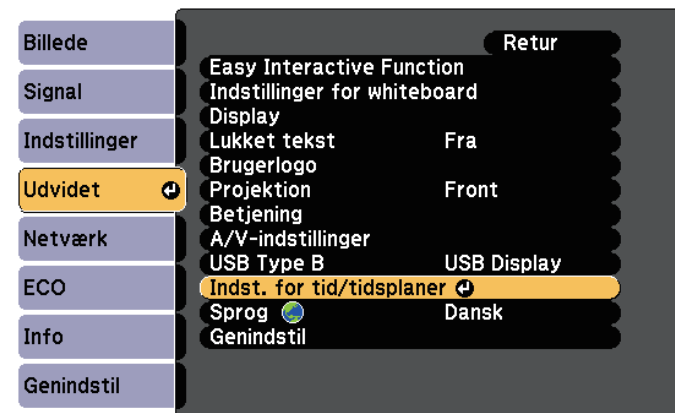 Billede
Signal
Indstillinger
Udvidet
Netværk
ECO
Info
Genindstil
Retur
Easy Interactive Function
Indstillinger for whiteboard
Display
Lukket tekst Fra
Brugerlogo
Projektion Front
Betjening
A/V-indstillinger
USB Type B USB Display
Indst. for tid/tidsplaner
Sprog Dansk
Genindstil